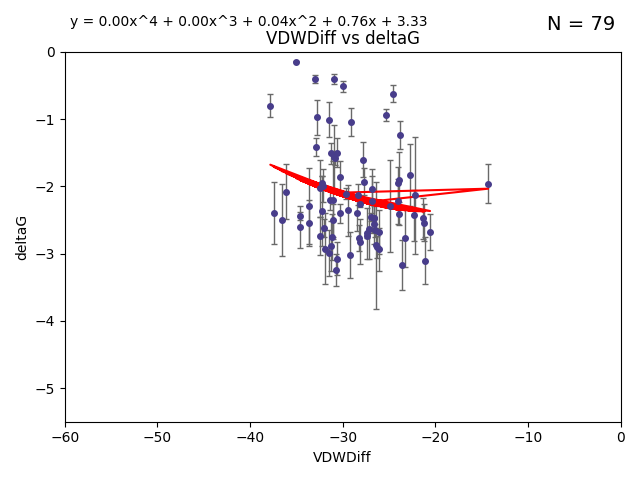 y = 0.00x^4 + 0.00x^3 + 0.04x^2 + 0.76x + 3.33
N = 79
VDWDiff vs deltaG
0
−1
−2
−3
−4
−5
deltaG
−60 −50 −40 −30 −20 −10 0
VDWDiff